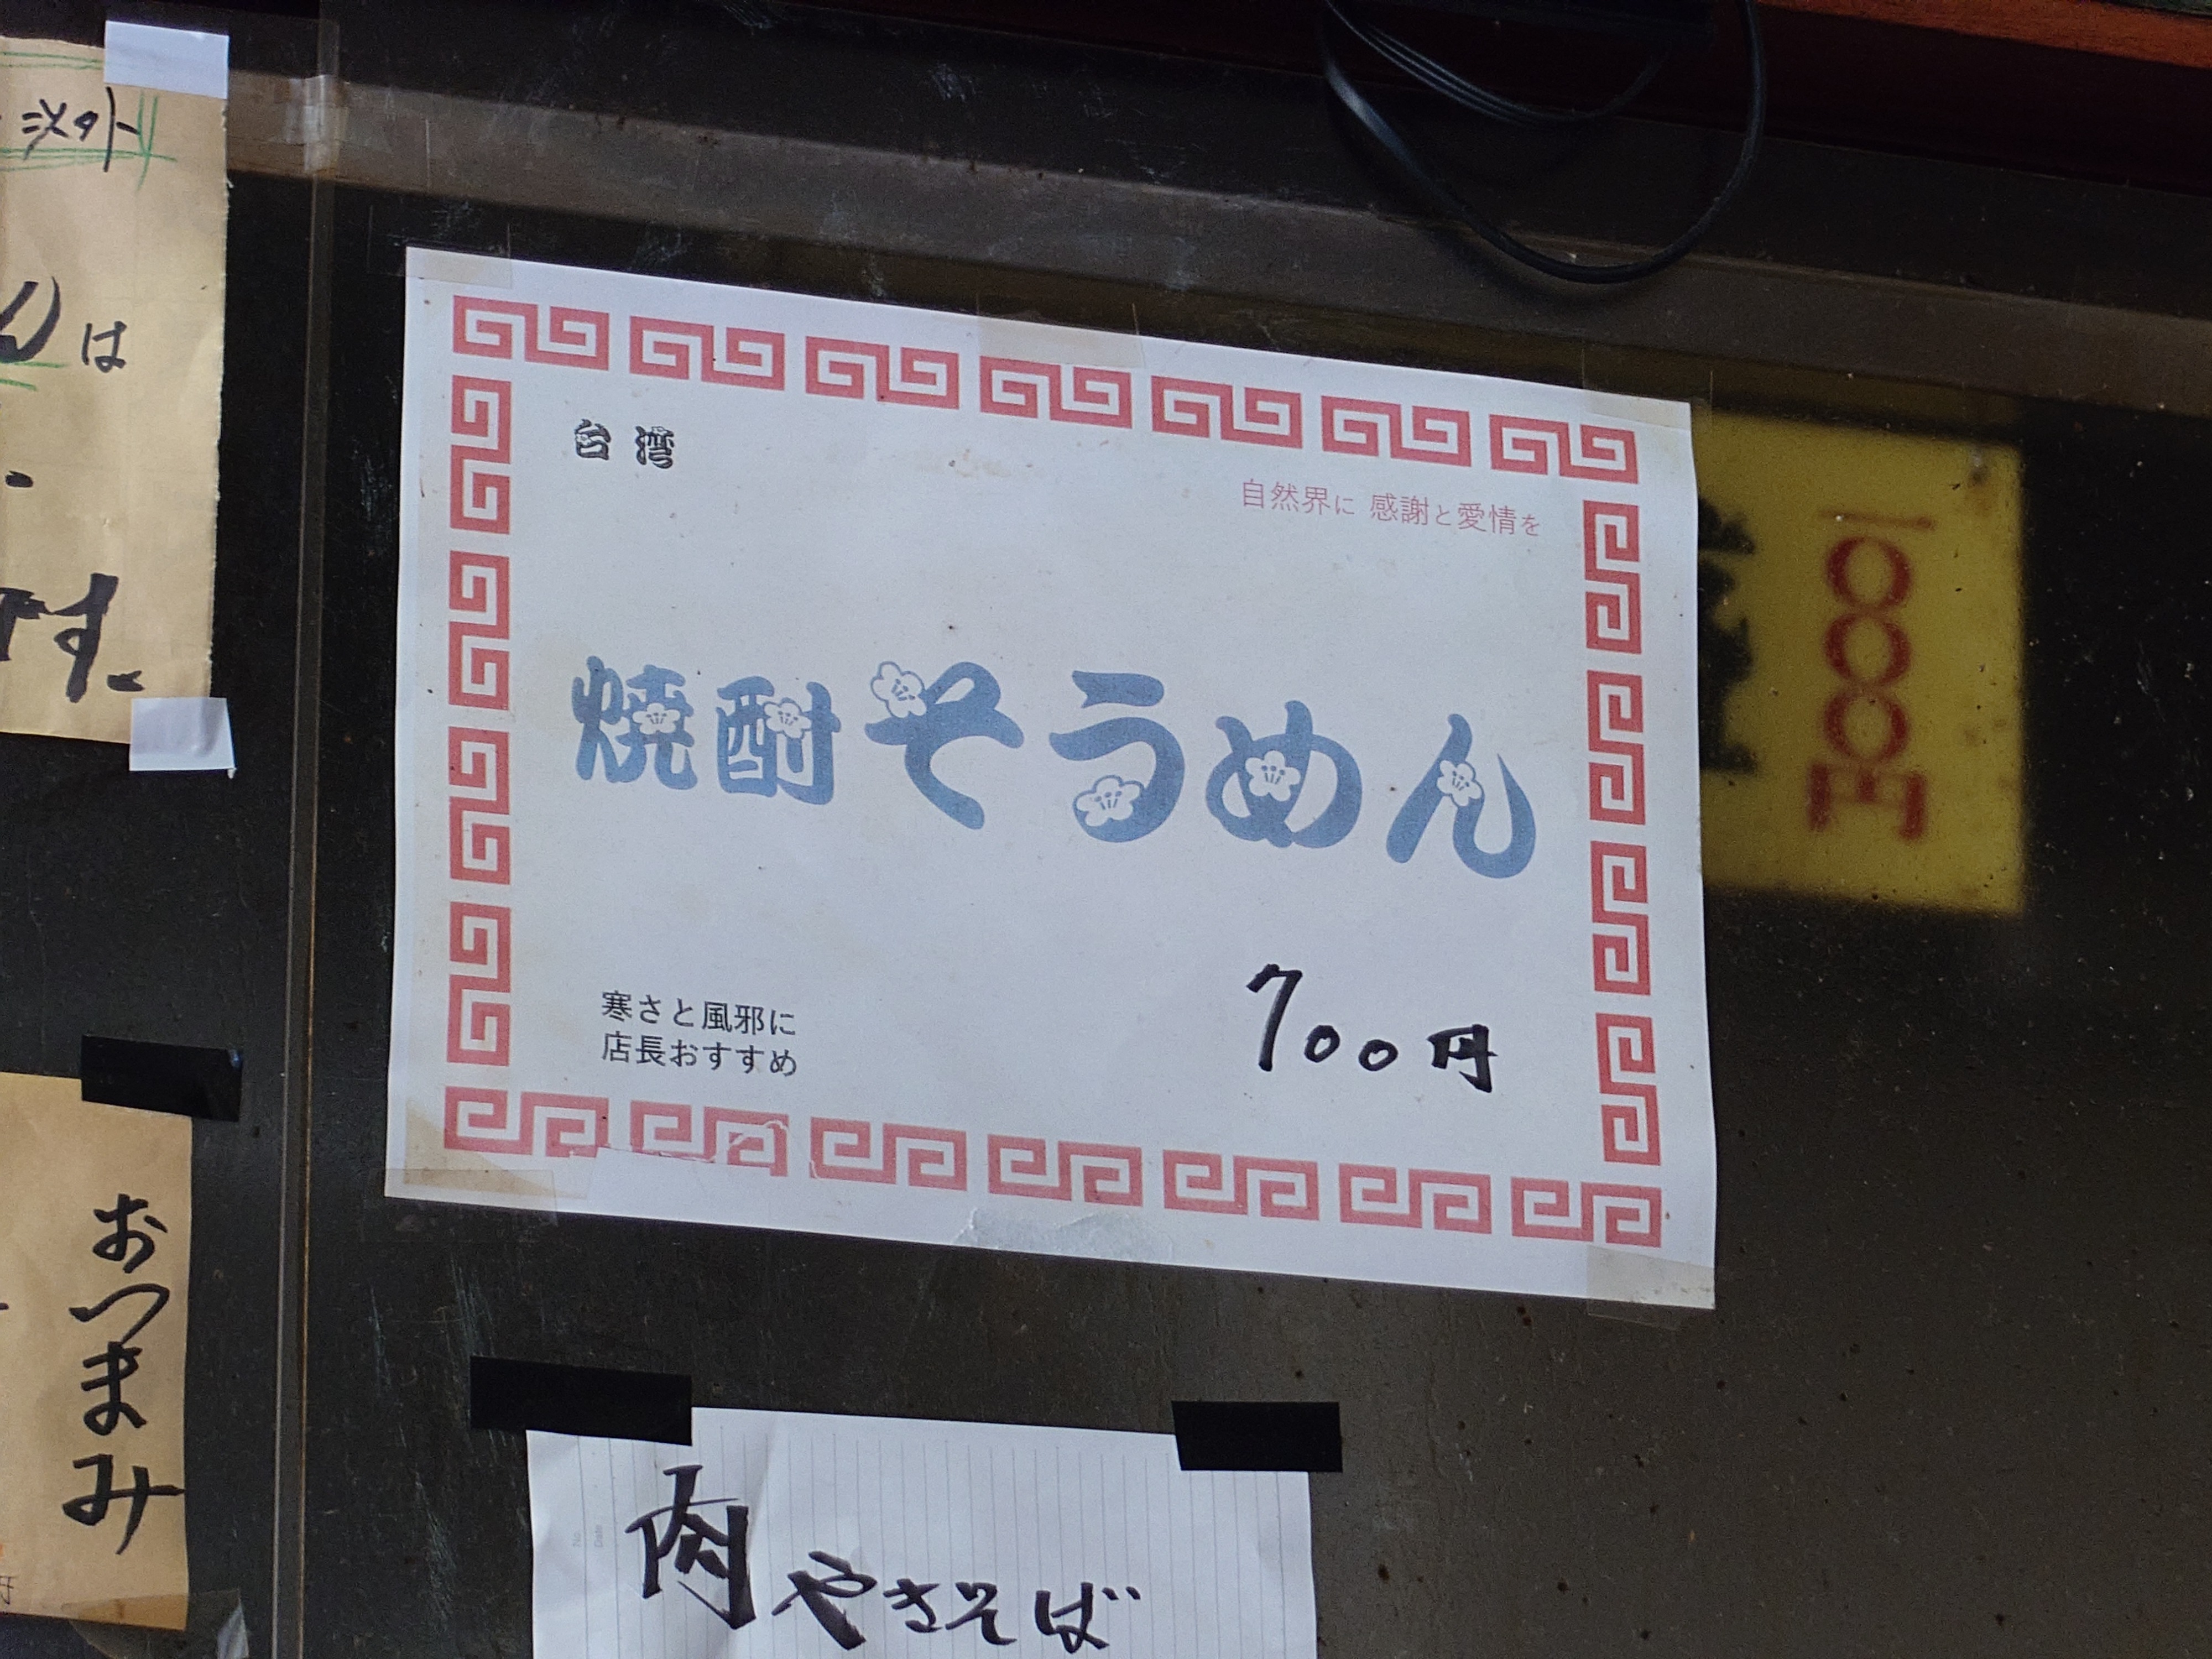 台湾
自然界に 感謝と愛情を
焼酎そうめん
700円
寒さと風邪に
店長おすすめ
肉やきそば
おつまみ
は
す。